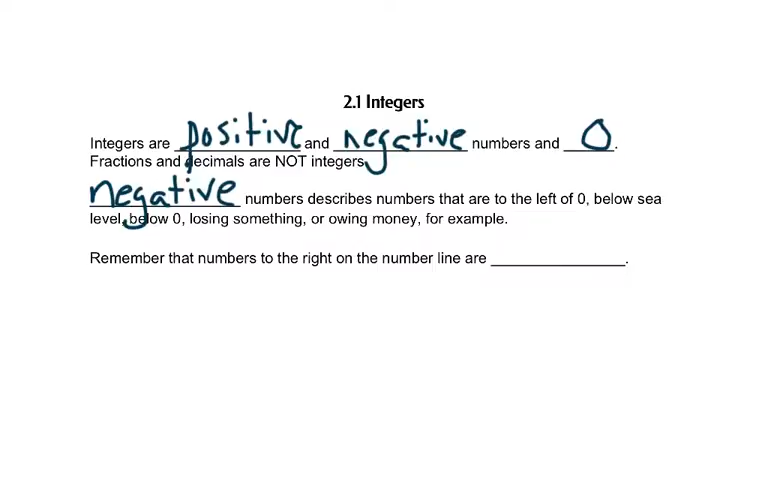 2.1 Integers
Integers are positive and negative numbers and 0.
Fractions and decimals are NOT integers.
negative numbers describes numbers that are to the left of 0, below sea
level, below 0, losing something, or owing money, for example.
Remember that numbers to the right on the number line are ________________.